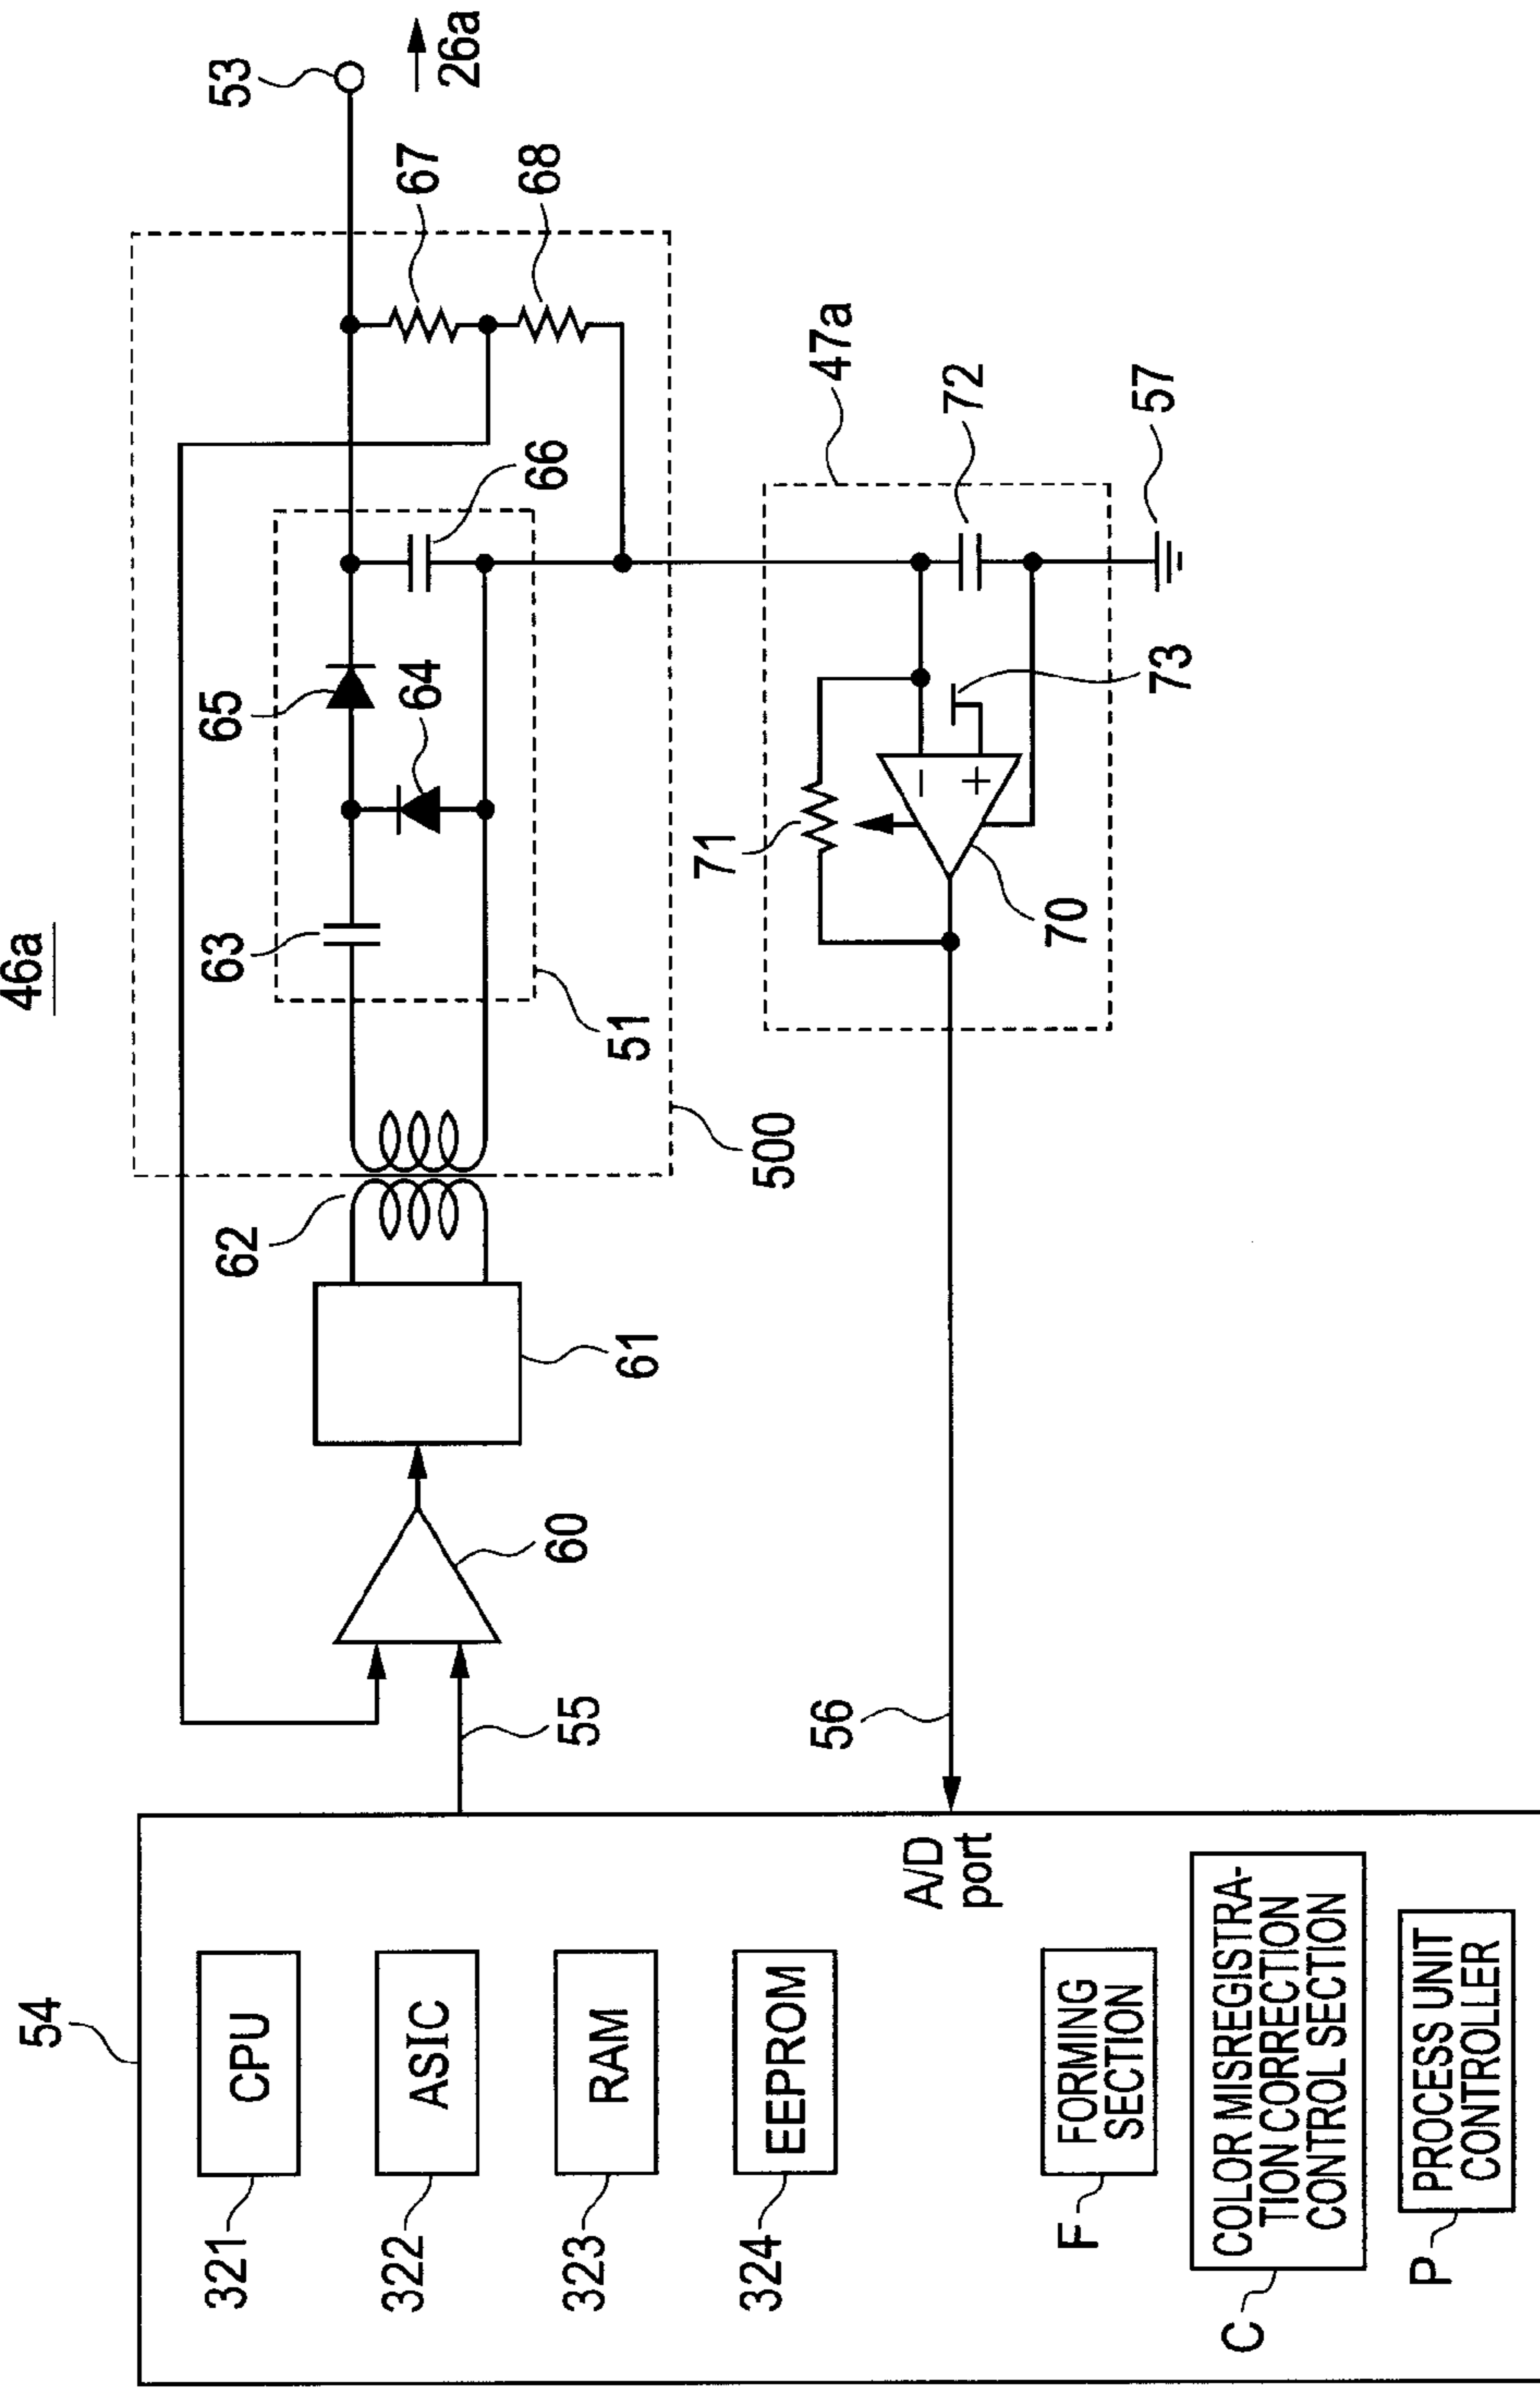 46a
54
CPU
321
ASIC
322
RAM
323
EEPROM
324
A/D
port
FORMING
SECTION
F
COLOR MISREGISTRA-
TION CORRECTION
CONTROL SECTION
C
PROCESS UNIT
CONTROLLER
P
55
56
60
61
62
500
51
63
64
65
66
67
68
53
26a
47a
70
71
72
73
57
−
+